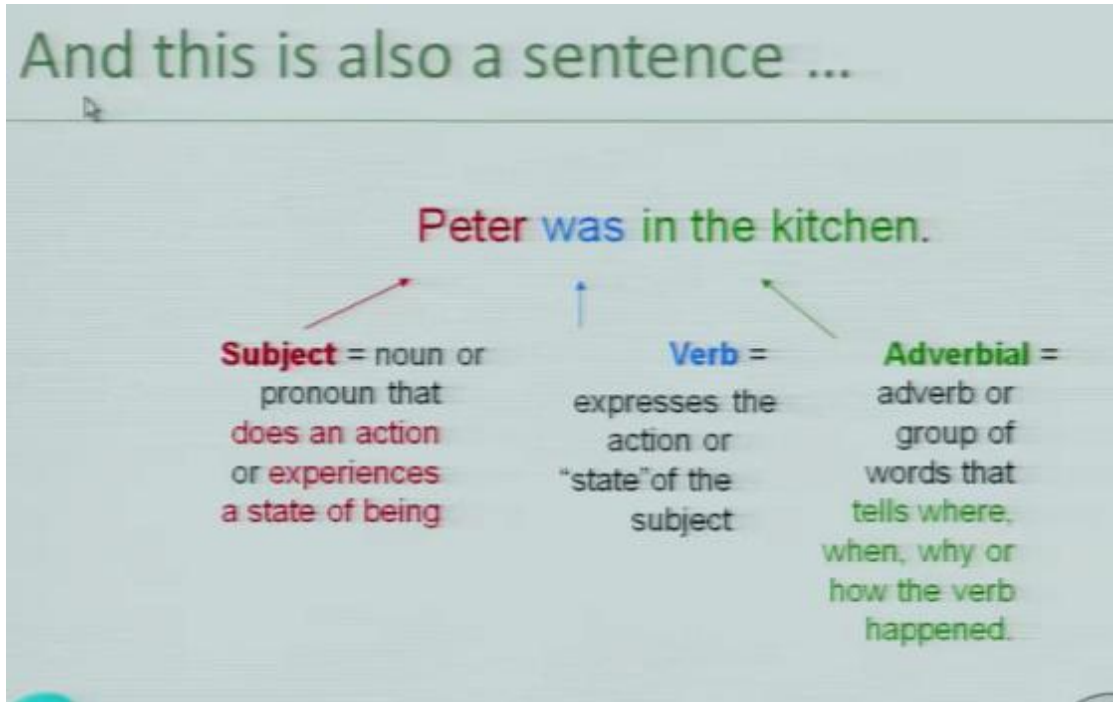 And this is also a sentence ...
Peter was in the kitchen.
Subject = noun or
pronoun that
does an action
or experiences
a state of being
Verb =
expresses the
action or
“state”of the
subject
Adverbial =
adverb or
group of
words that
tells where,
when, why or
how the verb
happened.